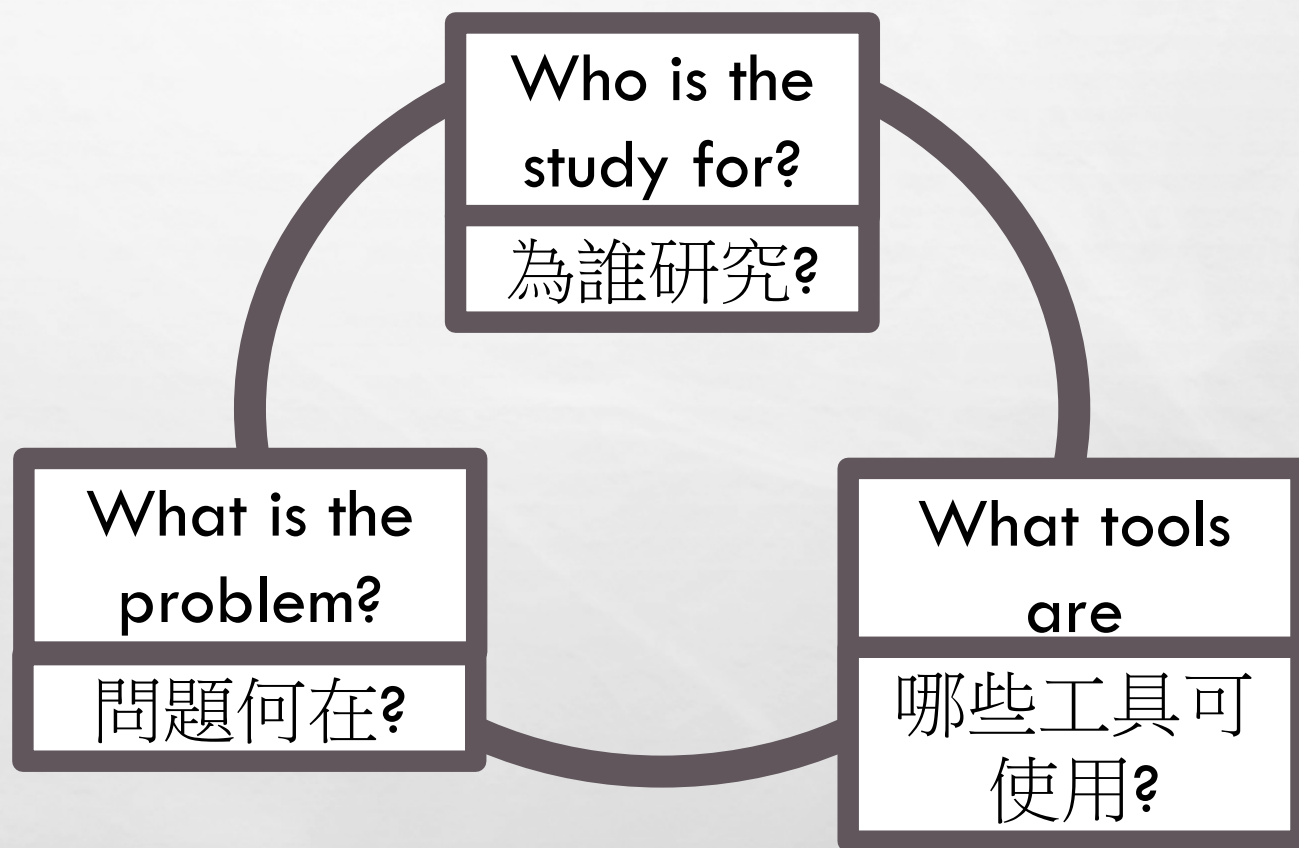 Who is the
study for?
為誰研究?
What is the
problem?
問題何在?
What tools
are
哪些工具可
使用?